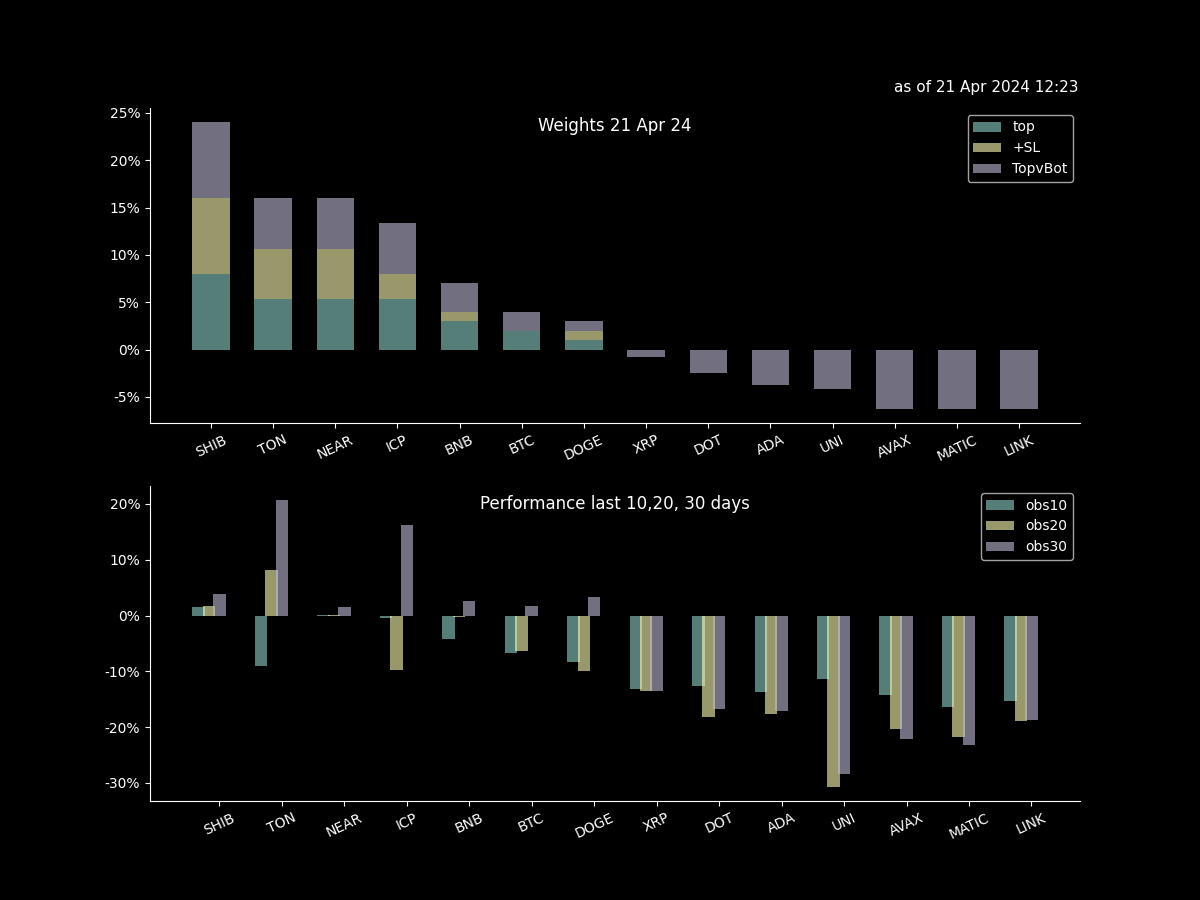 as of 21 Apr 2024 12:23
Weights 21 Apr 24
top
+SL
TopvBot
25%
20%
15%
10%
5%
0%
-5%
SHIB TON NEAR ICP BNB BTC DOGE XRP DOT ADA UNI AVAX MATIC LINK
Performance last 10,20, 30 days
obs10
obs20
obs30
20%
10%
0%
-10%
-20%
-30%
SHIB TON NEAR ICP BNB BTC DOGE XRP DOT ADA UNI AVAX MATIC LINK